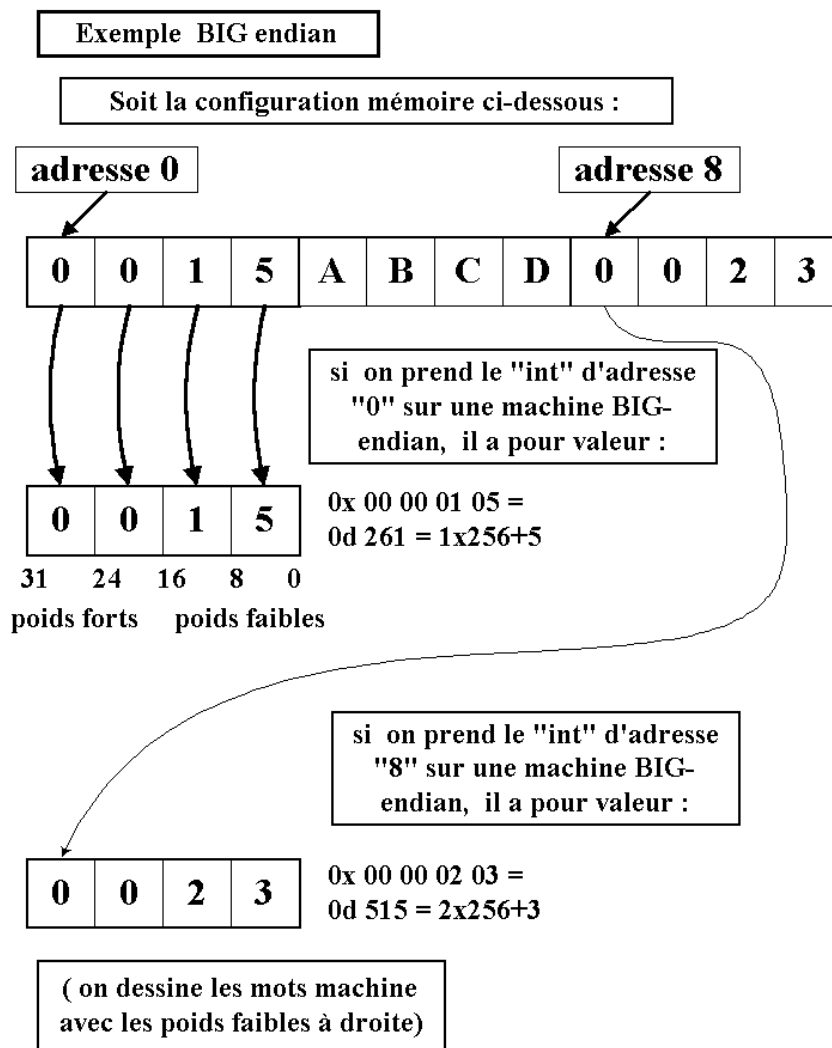 Exemple BIG endian
Soit la configuration mémoire ci-dessous :
adresse 0
adresse 8
0 0 1 5 A B C D 0 0 2 3
si on prend le "int" d'adresse
"0" sur une machine BIG-
endian, il a pour valeur :
0 0 1 5
0x 00 00 01 05 =
0d 261 = 1x256+5
31 24 16 8 0
poids forts poids faibles
si on prend le "int" d'adresse
"8" sur une machine BIG-
endian, il a pour valeur :
0 0 2 3
0x 00 00 02 03 =
0d 515 = 2x256+3
( on dessine les mots machine
avec les poids faibles à droite)